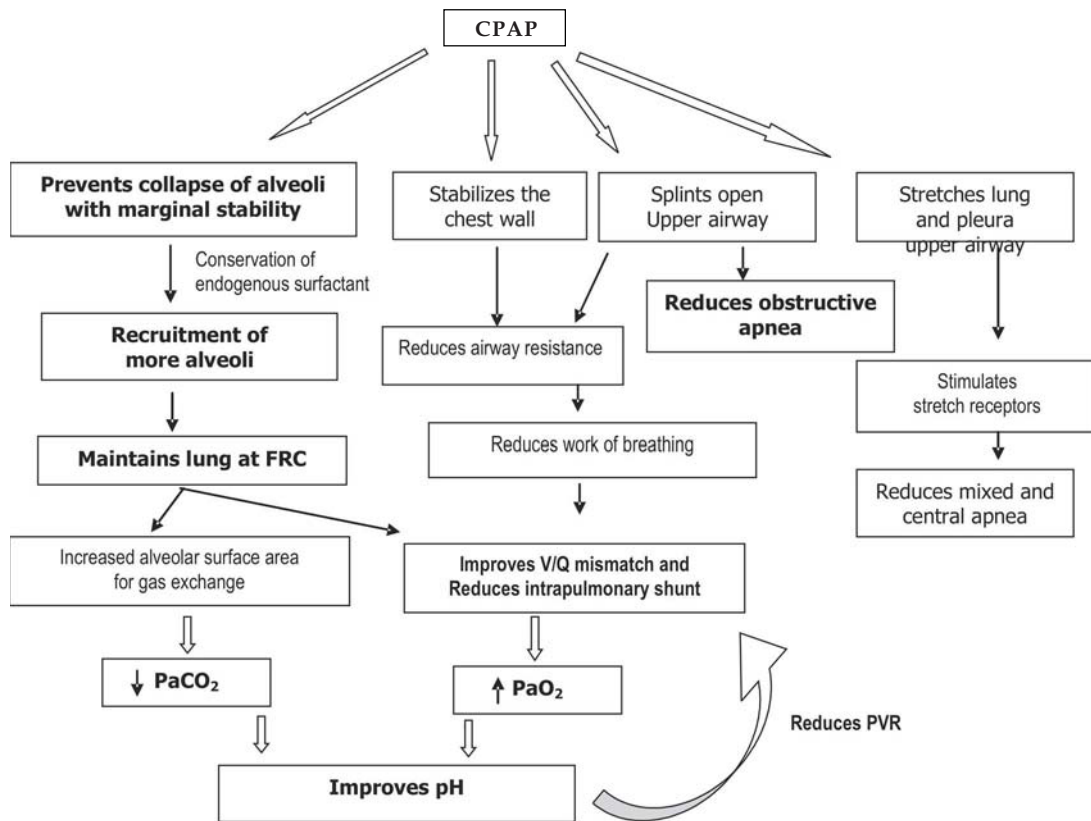 CPAP
Prevents collapse of alveoli
with marginal stability
Stabilizes the
chest wall
Splints open
Upper airway
Stretches lung
and pleura
upper airway
Conservation of
endogenous surfactant
Reduces obstructive
apnea
Recruitment of
more alveoli
Reduces airway resistance
Stimulates
stretch receptors
Maintains lung at FRC
Reduces work of breathing
Reduces mixed and
central apnea
Increased alveolar surface area
for gas exchange
Improves V/Q mismatch and
Reduces intrapulmonary shunt
↓ PaCO₂
↑ PaO₂
Reduces PVR
Improves pH